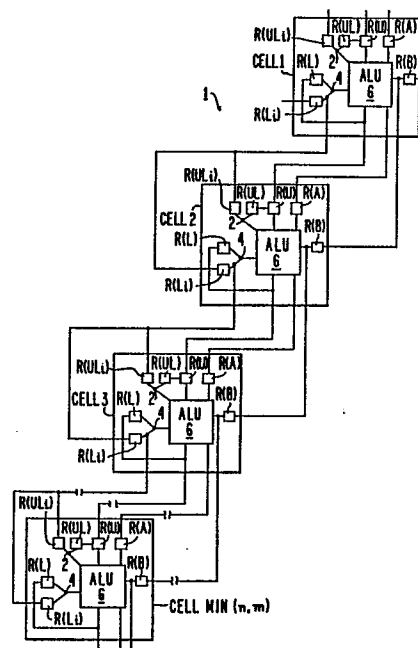 R(ULi) R(UL) R(U) R(A)
CELL 1 R(L) 2 4 ALU 6 R(B)
R(Li)
1
R(ULi) R(UL) R(U) R(A)
CELL 2 R(L) 2 4 ALU 6 R(B)
R(Li)
R(ULi) R(UL) R(U) R(A)
CELL 3 R(L) 2 4 ALU 6 R(B)
R(Li)
R(ULi) R(UL) R(U) R(A)
R(L) 2 4 ALU 6 R(B)
R(Li)
CELL MIN (n, m)